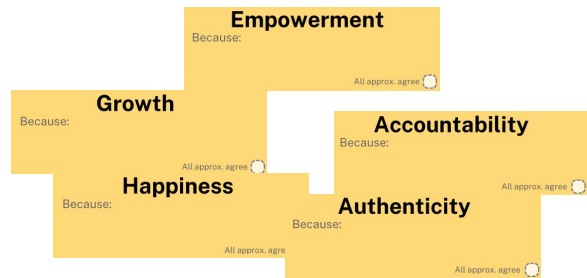 Empowerment
Because:
All approx. agree
Growth
Because:
All approx. agree
Accountability
Because:
All approx. agree
Happiness
Because:
All approx. agree
Authenticity
Because:
All approx. agree